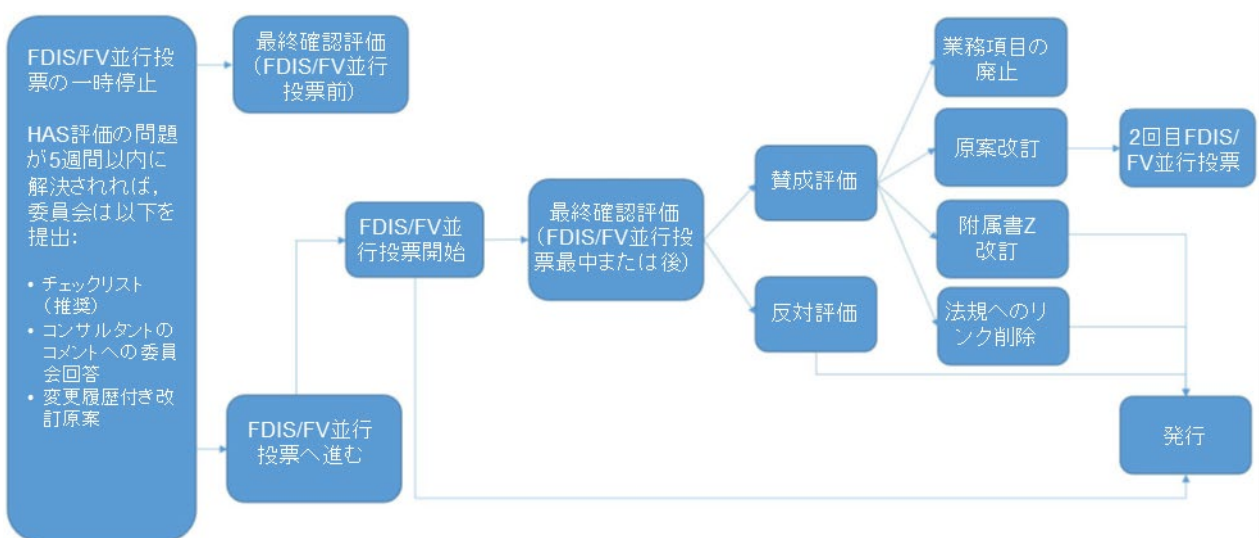 FDIS/FV並行投
票の一時停止
HAS評価の問題
が5週間以内に
解決されれば,
委員会は以下を
提出:
• チェックリスト
(推奨)
• コンサルタントの
コメントへの委員
会回答
• 変更履歴付き改
訂原案
最終確認評価
(FDIS/FV並行
投票前)
FDIS/FV並行
投票へ進む
FDIS/FV並
行投票開始
最終確認評価
(FDIS/FV並行投
票最中または後)
賛成評価
反対評価
業務項目の
廃止
原案改訂
2回目FDIS/
FV並行投票
附属書Z
改訂
法規へのリ
ンク削除
発行